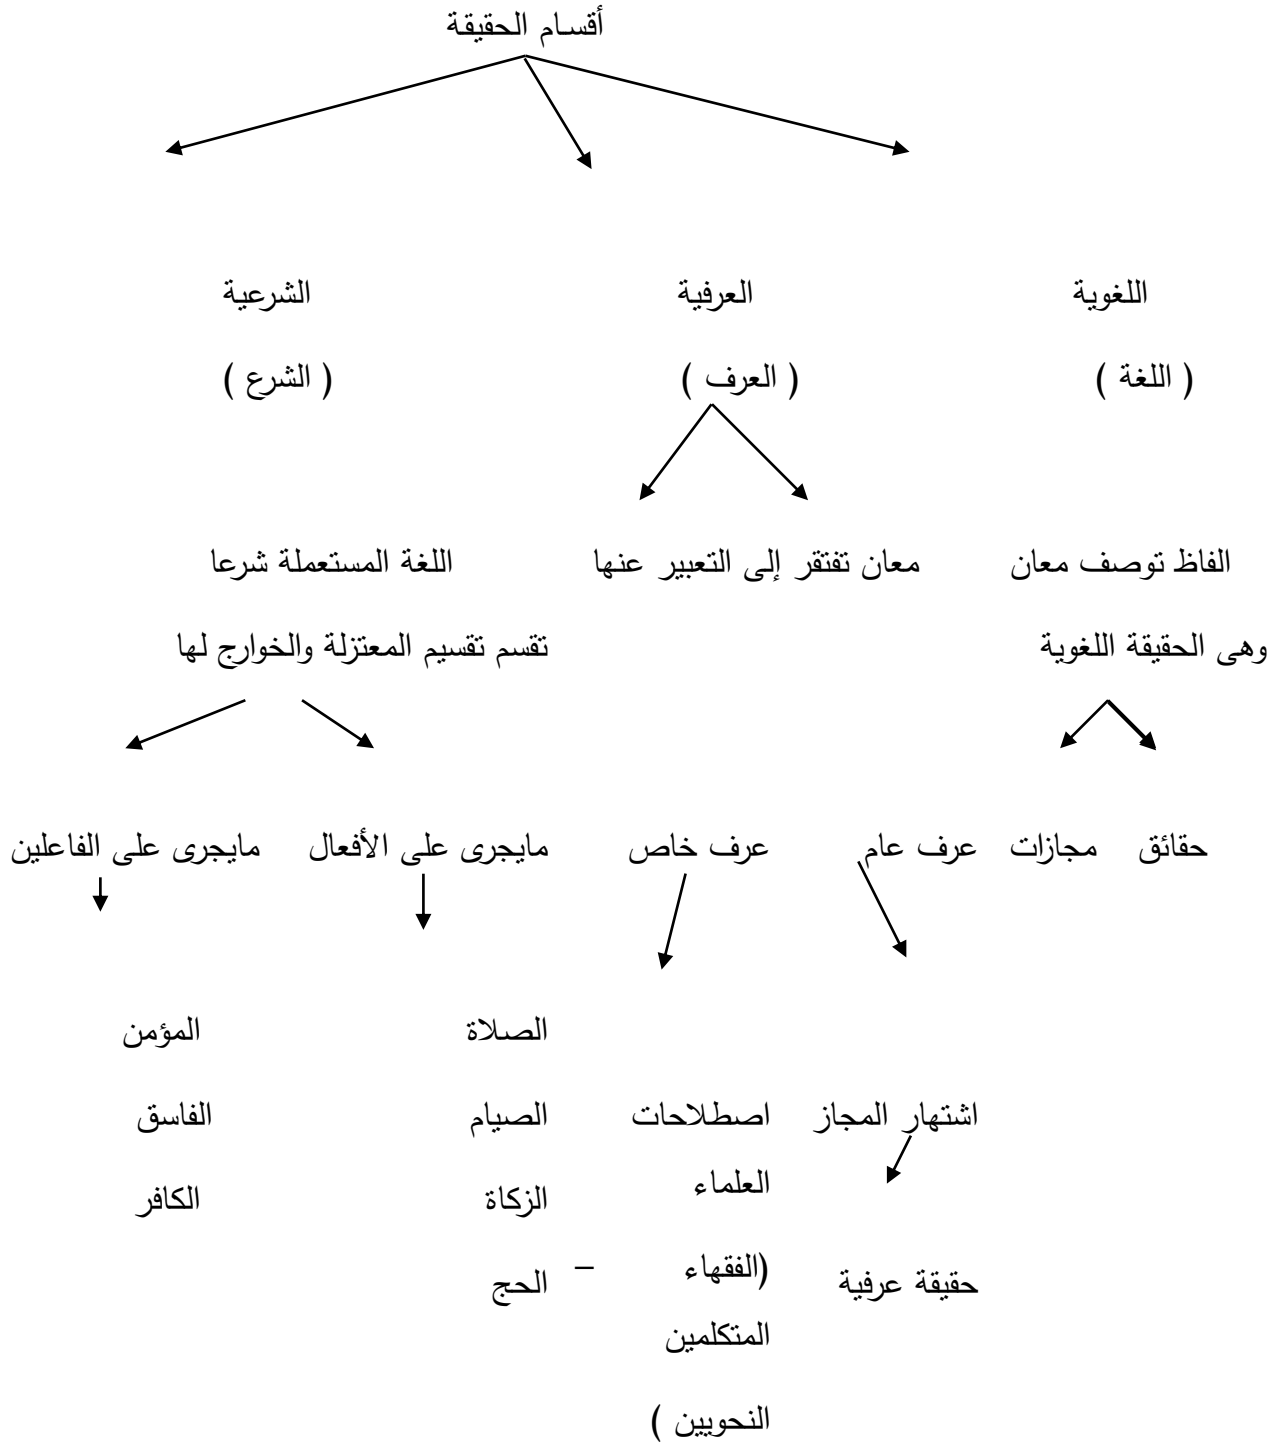 أقسام الحقيقة
اللغوية العرفية الشرعية
( اللغة ) ( العرف ) ( الشرع )
الفاظ توصف معان معان تفتقر إلى التعبير عنها اللغة المستعملة شرعا
وهى الحقيقة اللغوية تقسم تقسيم المعتزلة والخوارج لها
حقائق مجازات عرف عام عرف خاص مايجرى على الأفعال مايجرى على الفاعلين
الصلاة المؤمن
اشتهار المجاز اصطلاحات الصيام الفاسق
العلماء الزكاة الكافر
حقيقة عرفية (الفقهاء – الحج
المتكلمين
النحويين )